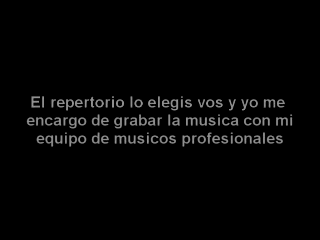 El repertorio lo elegis vos y yo me
encargo de grabar la musica con mi
equipo de musicos profesionales